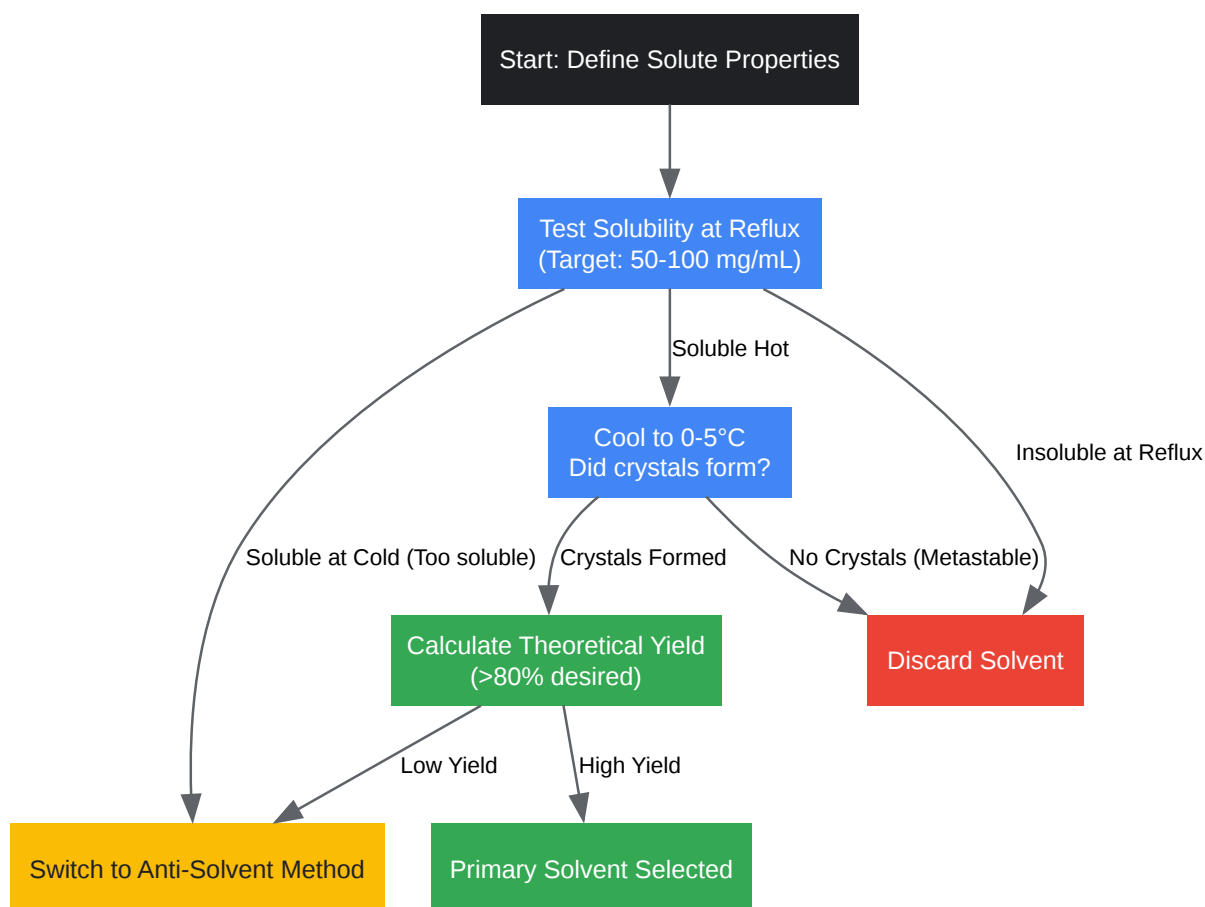 Start: Define Solute Properties
Test Solubility at Reflux
(Target: 50-100 mg/mL)
Soluble Hot
Cool to 0-5°C
Did crystals form?
Insoluble at Reflux
Soluble at Cold (Too soluble)
Crystals Formed
No Crystals (Metastable)
Calculate Theoretical Yield
(>80% desired)
Discard Solvent
Low Yield
High Yield
Switch to Anti-Solvent Method
Primary Solvent Selected